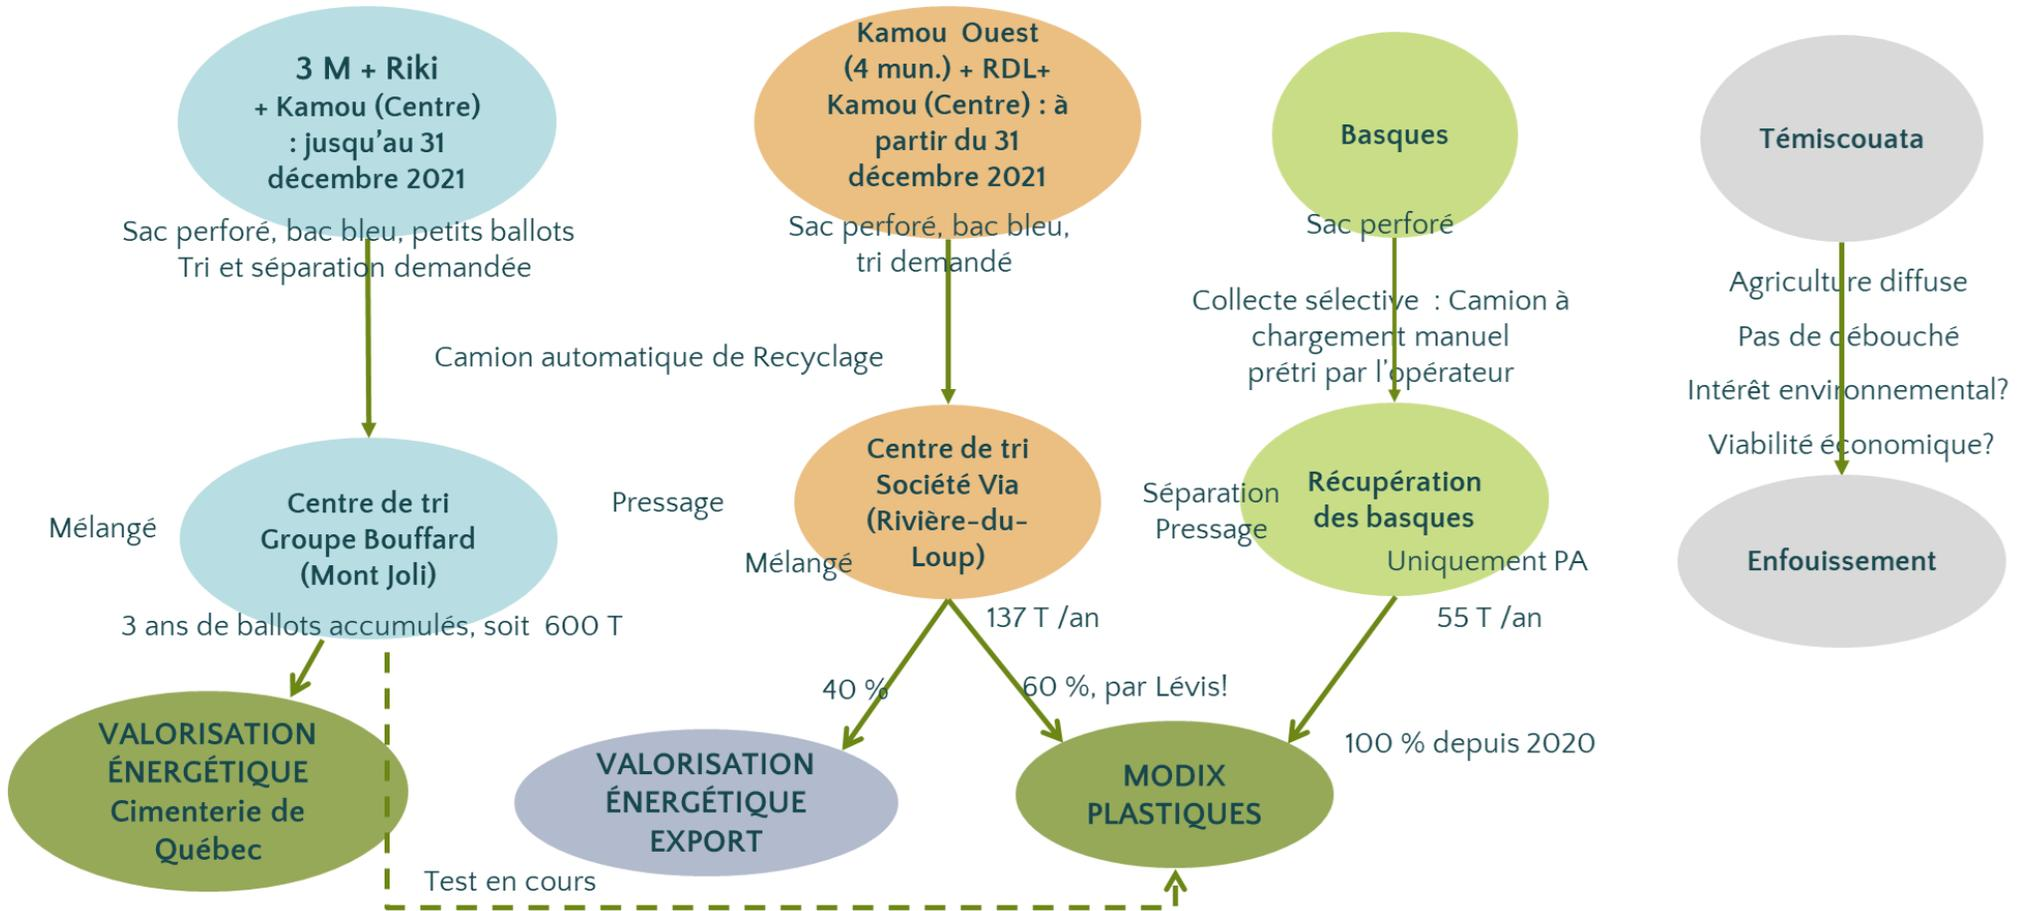 3 M + Riki
+ Kamou (Centre)
: jusqu'au 31
décembre 2021
Sac perforé, bac bleu, petits ballots
Tri et séparation demandée
Kamou Ouest
(4 mun.) + RDL+
Kamou (Centre) : à
partir du 31
décembre 2021
Sac perforé, bac bleu,
tri demandé
Basques
Sac perforé
Collecte sélective : Camion à
chargement manuel
prétri par l'opérateur
Témiscouata
Agriculture diffuse
Pas de débouché
Intérêt environnemental?
Viabilité économique?
Camion automatique de Recyclage
Mélangé
Centre de tri
Groupe Bouffard
(Mont Joli)
3 ans de ballots accumulés, soit 600 T
Pressage
Mélangé
Centre de tri
Société Via
(Rivière-du-
Loup)
137 T /an
Séparation
Pressage
Récupération
des basques
Uniquement PA
55 T /an
Enfouissement
40 %
60 %, par Lévis!
100 % depuis 2020
VALORISATION
ÉNERGÉTIQUE
Cimenterie de
Québec
VALORISATION
ÉNERGÉTIQUE
EXPORT
MODIX
PLASTIQUES
Test en cours